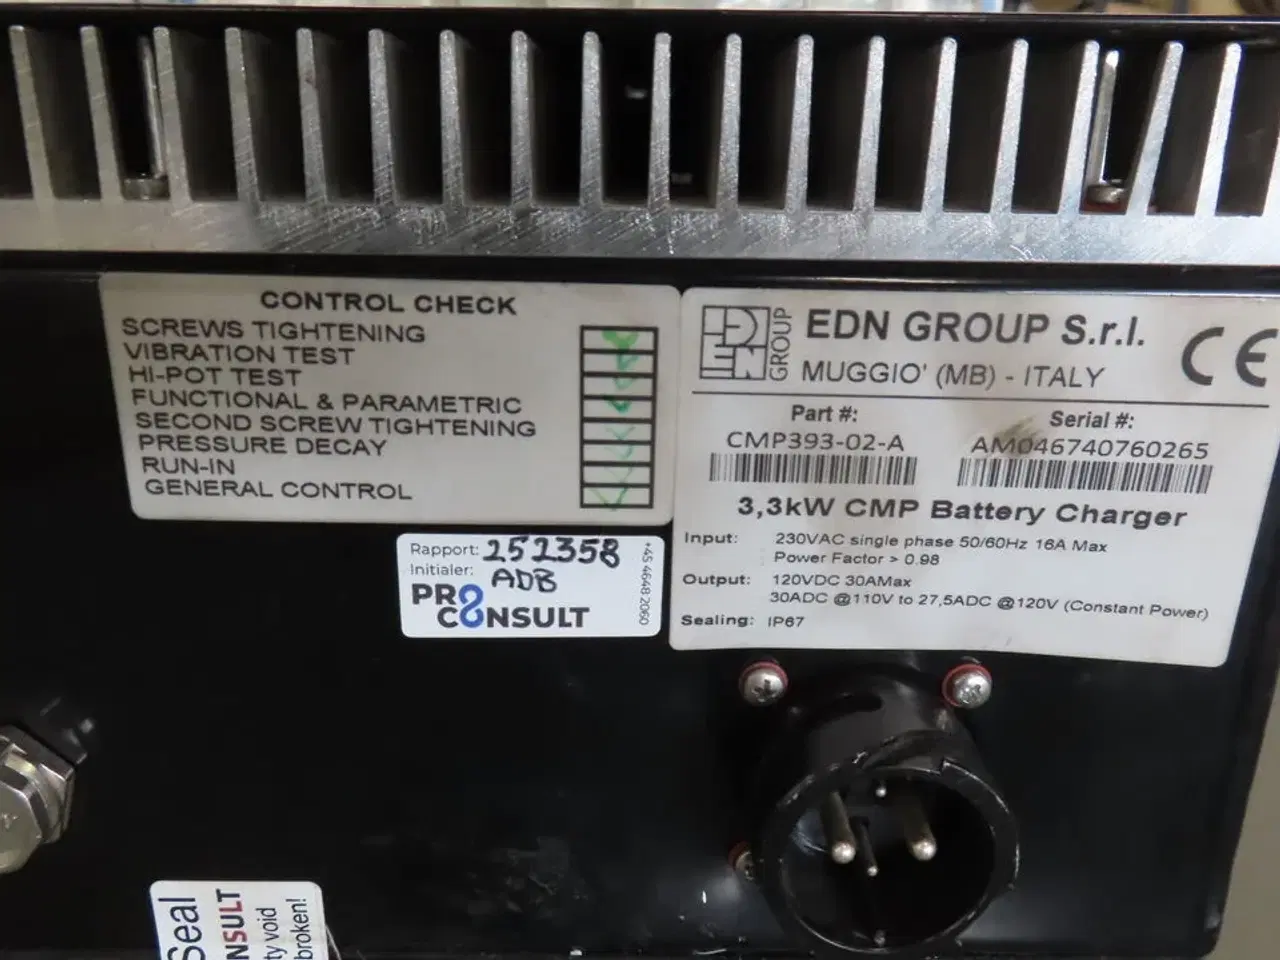 CONTROL CHECK
SCREWS TIGHTENING
VIBRATION TEST
HI-POT TEST
FUNCTIONAL & PARAMETRIC
SECOND SCREW TIGHTENING
PRESSURE DECAY
RUN-IN
GENERAL CONTROL
EDEN GROUP
EDN GROUP S.r.l.
MUGGIO' (MB) - ITALY
CE
Part #:
CMP393-02-A
Serial #:
AM046740760265
3,3kW CMP Battery Charger
Input: 230VAC single phase 50/60Hz 16A Max
Power Factor > 0.98
Output: 120VDC 30AMax
30ADC @110V to 27,5ADC @120V (Constant Power)
Sealing: IP67
Rapport: 252358
Initialer: ADB
PROCONSULT
+45 4648 2060
Seal
NSULT
ty void
broken!